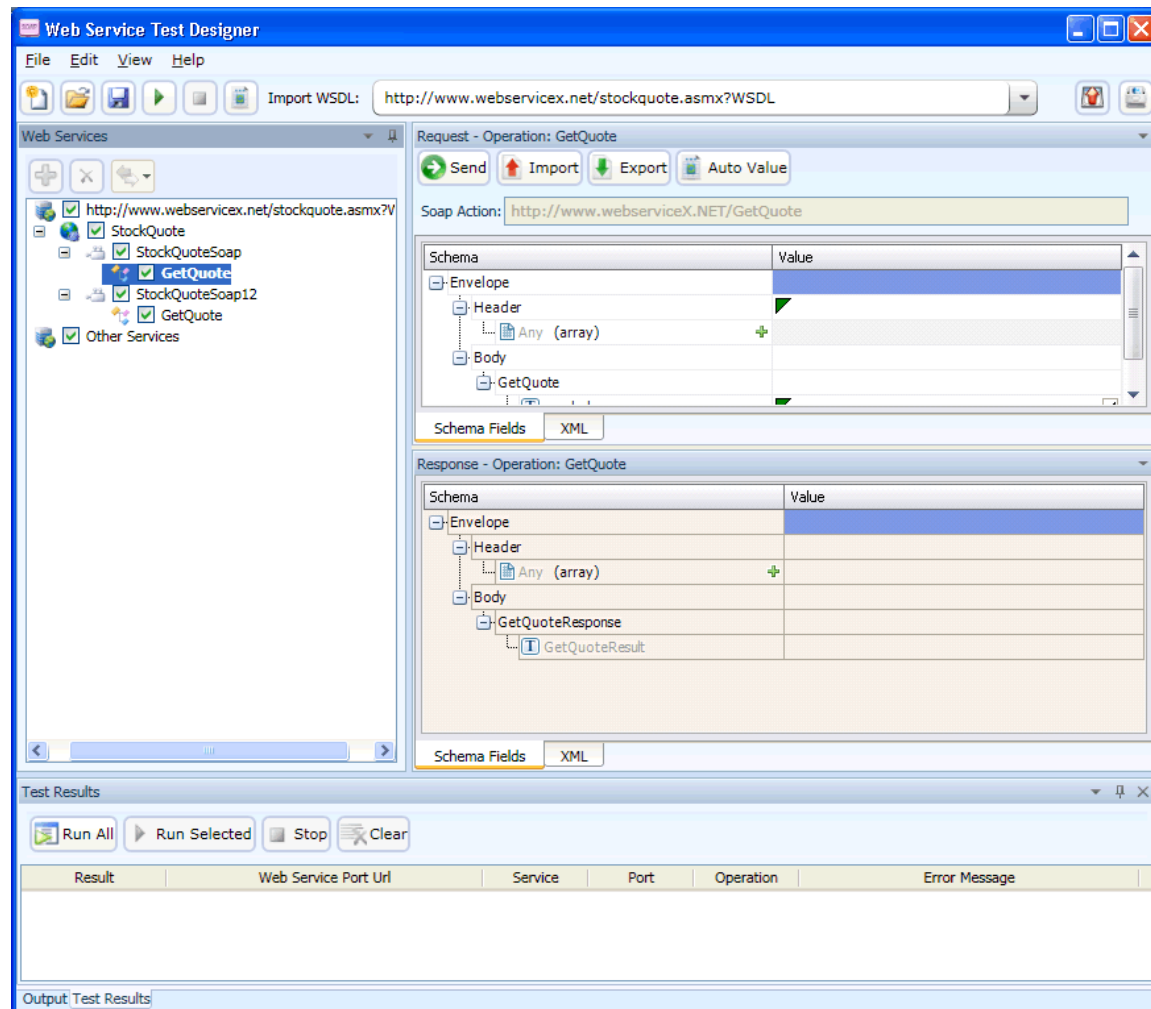 Web Service Test Designer
File Edit View Help
Import WSDL: http://www.webservicex.net/stockquote.asmx?WSDL
Web Services
http://www.webservicex.net/stockquote.asmx?V
StockQuote
StockQuoteSoap
GetQuote
StockQuoteSoap12
GetQuote
Other Services
Request - Operation: GetQuote
Send Import Export Auto Value
Soap Action: http://www.webserviceX.NET/GetQuote
Schema Value
Envelope
Header
Any (array)
Body
GetQuote
Schema Fields XML
Response - Operation: GetQuote
Schema Value
Envelope
Header
Any (array)
Body
GetQuoteResponse
T GetQuoteResult
Schema Fields XML
Test Results
Run All Run Selected Stop Clear
Result Web Service Port Url Service Port Operation Error Message
Output Test Results